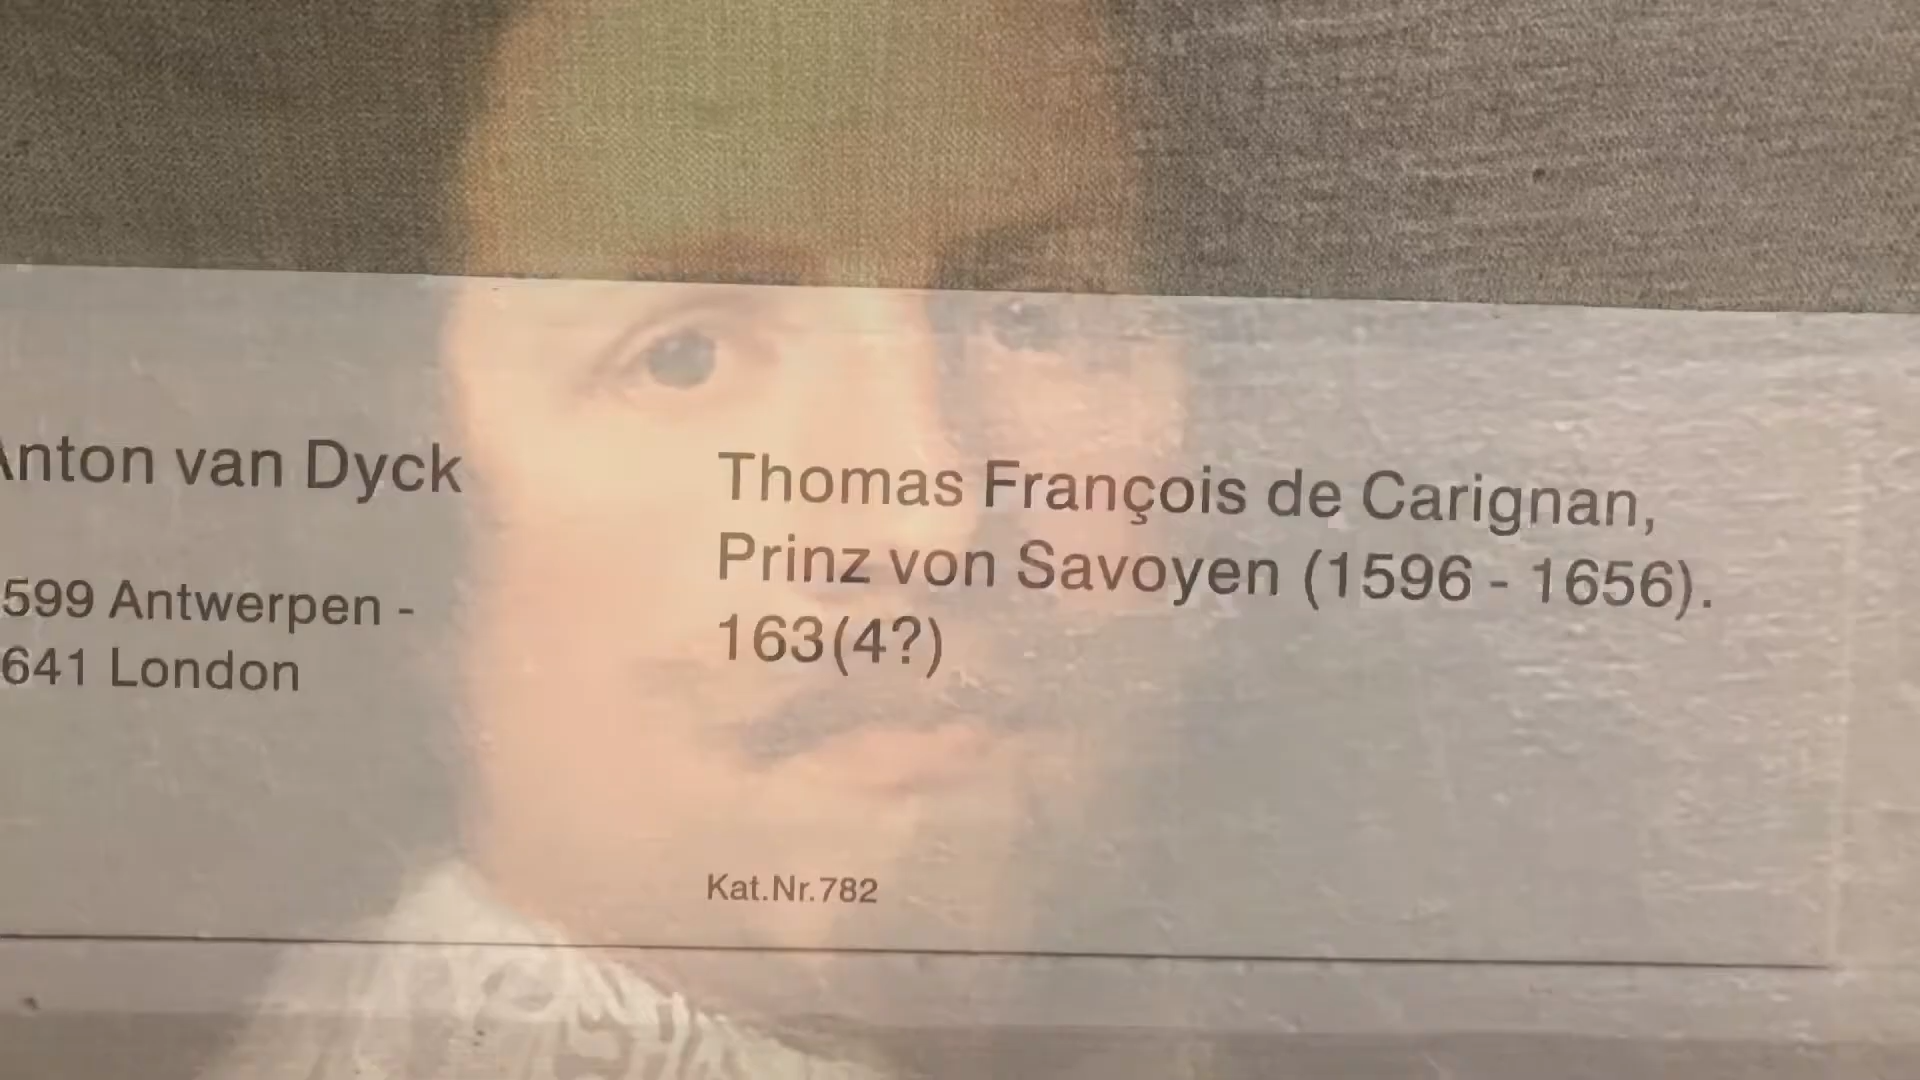 Anton van Dyck
599 Antwerpen -
641 London
Thomas François de Carignan,
Prinz von Savoyen (1596 - 1656).
163(4?)
Kat.Nr.782